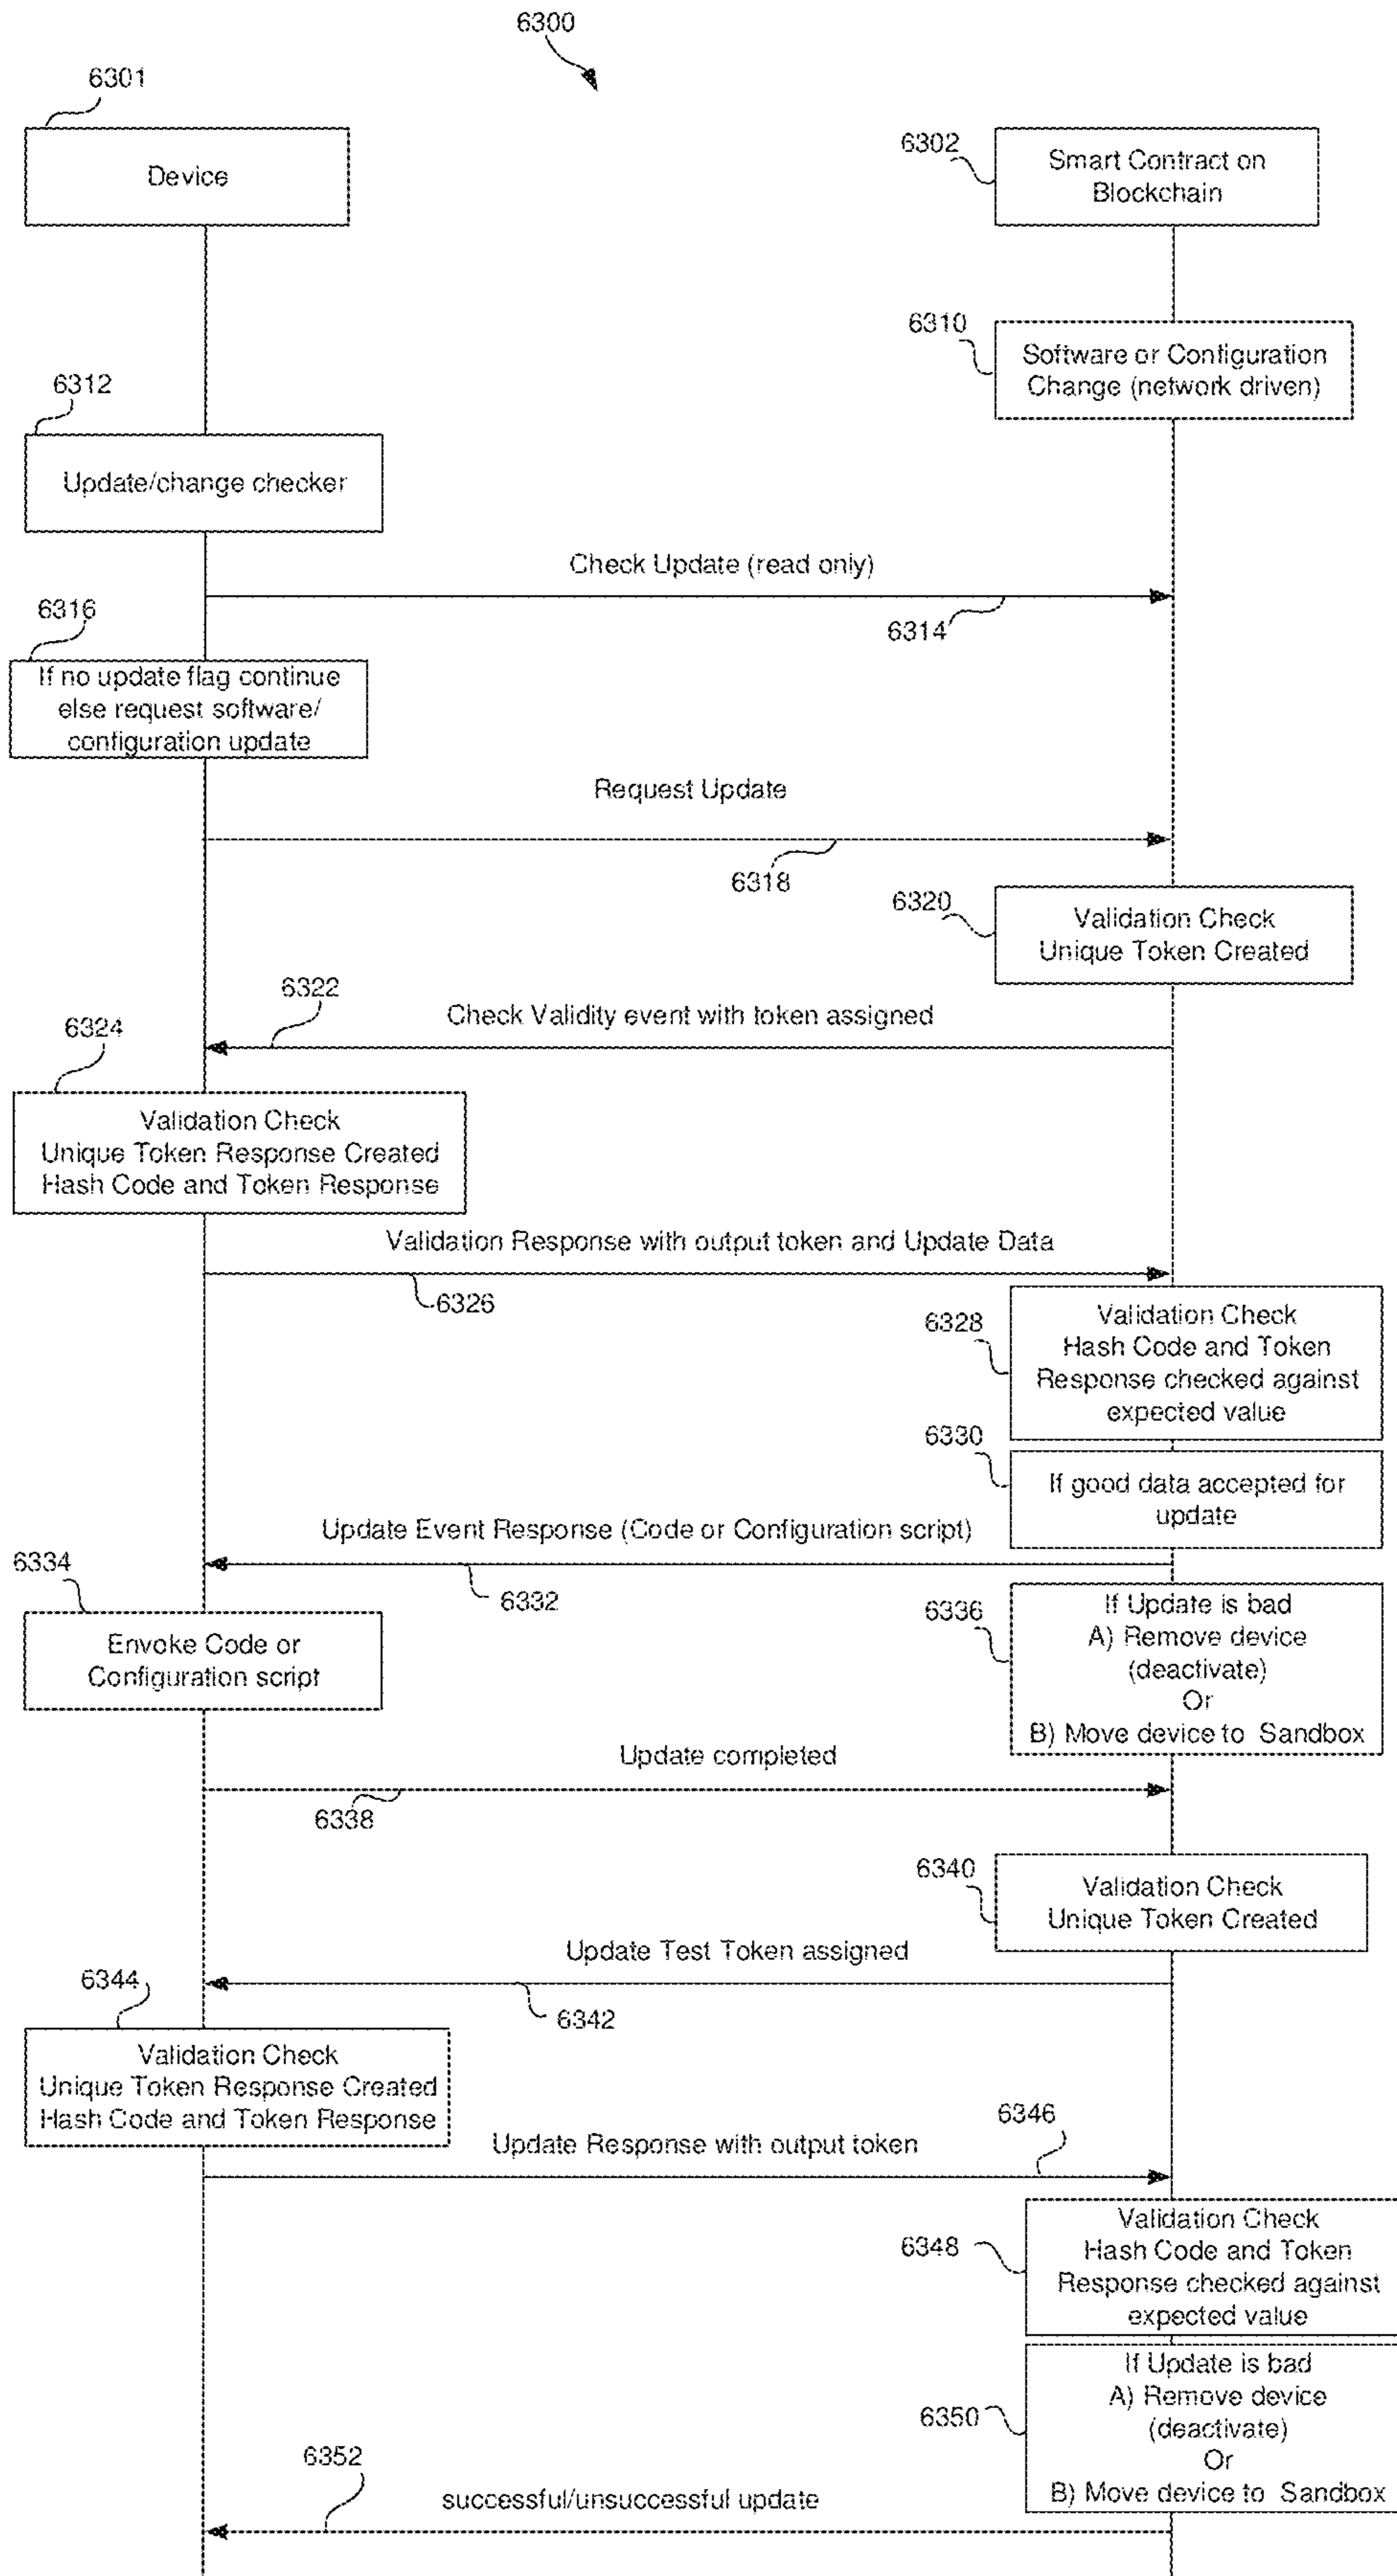 6300
6301
Device
6302
Smart Contract on
Blockchain
6310
Software or Configuration
Change (network driven)
6312
Update/change checker
Check Update (read only)
6314
6316
If no update flag continue
else request software/
configuration update
Request Update
6318
6320
Validation Check
Unique Token Created
6322
Check Validity event with token assigned
6324
Validation Check
Unique Token Response Created
Hash Code and Token Response
Validation Response with output token and Update Data
6326
6328
Validation Check
Hash Code and Token
Response checked against
expected value
6330
If good data accepted for
update
Update Event Response (Code or Configuration script)
6332
6334
Envoke Code or
Configuration script
6336
If Update is bad
A) Remove device
(deactivate)
Or
B) Move device to Sandbox
Update completed
6338
6340
Validation Check
Unique Token Created
Update Test Token assigned
6342
6344
Validation Check
Unique Token Response Created
Hash Code and Token Response
Update Response with output token
6346
6348
Validation Check
Hash Code and Token
Response checked against
expected value
6350
If Update is bad
A) Remove device
(deactivate)
Or
B) Move device to Sandbox
6352
successful/unsuccessful update